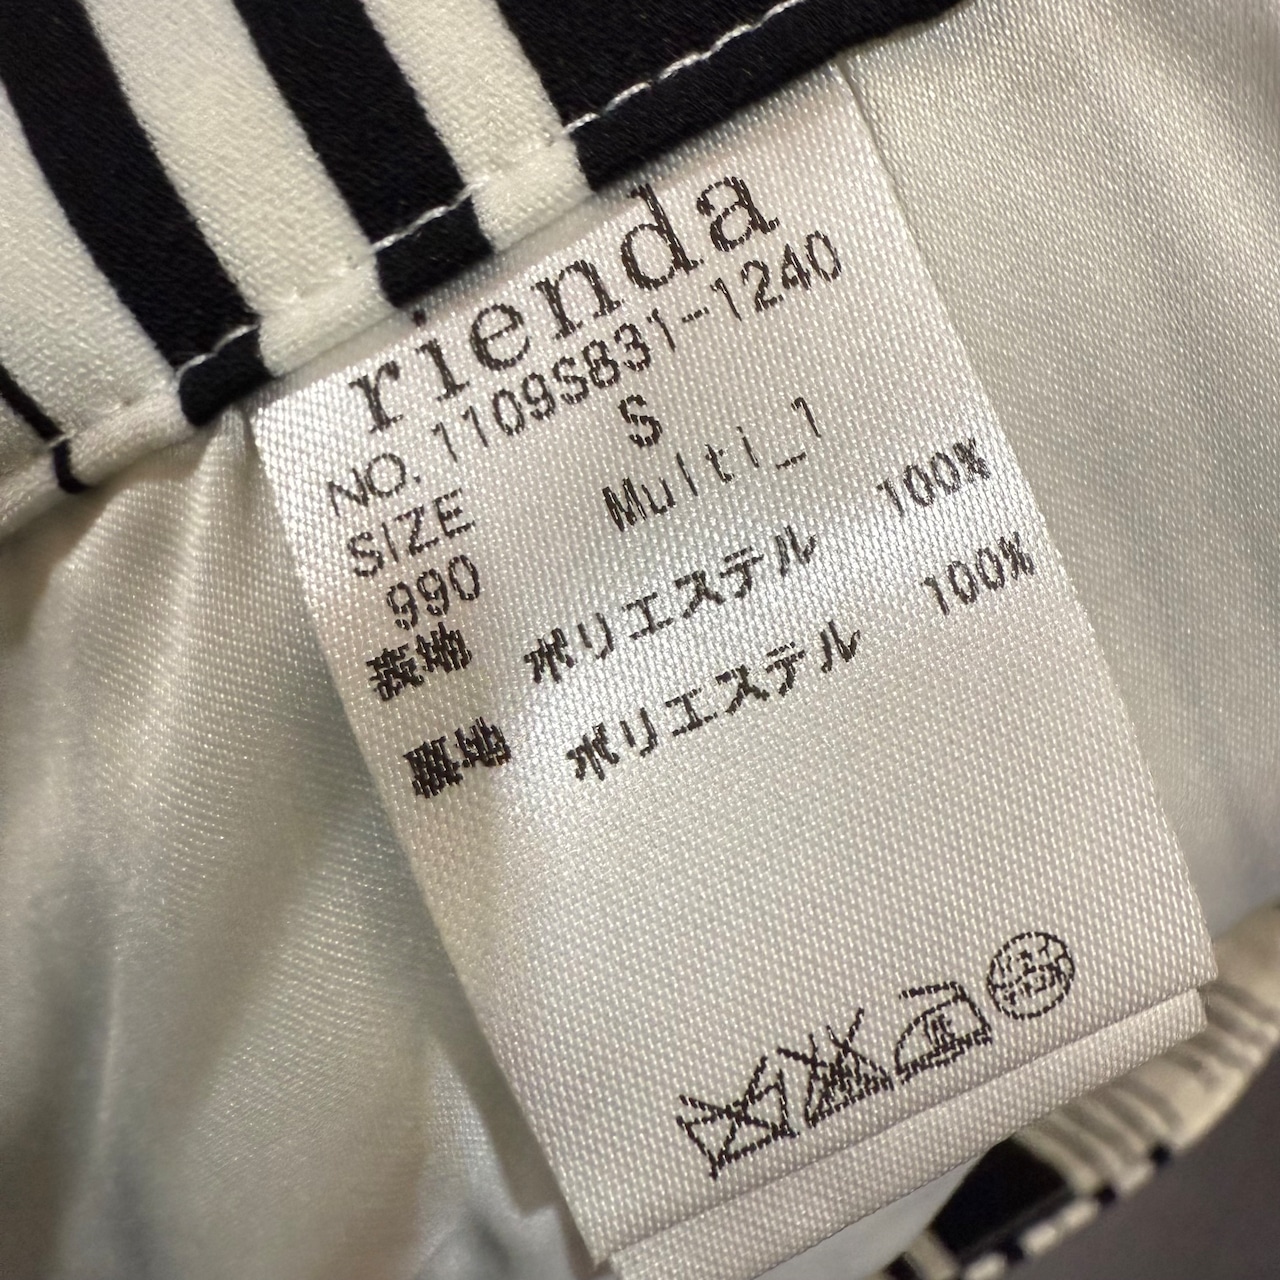 rienda
NO. 1109S831-1240
SIZE S
990 Multi_1
表地 ポリエステル 100%
裏地 ポリエステル 100%